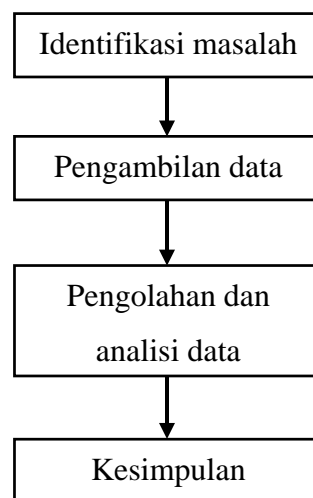 Identifikasi masalah
Pengambilan data
Pengolahan dan
analisi data
Kesimpulan